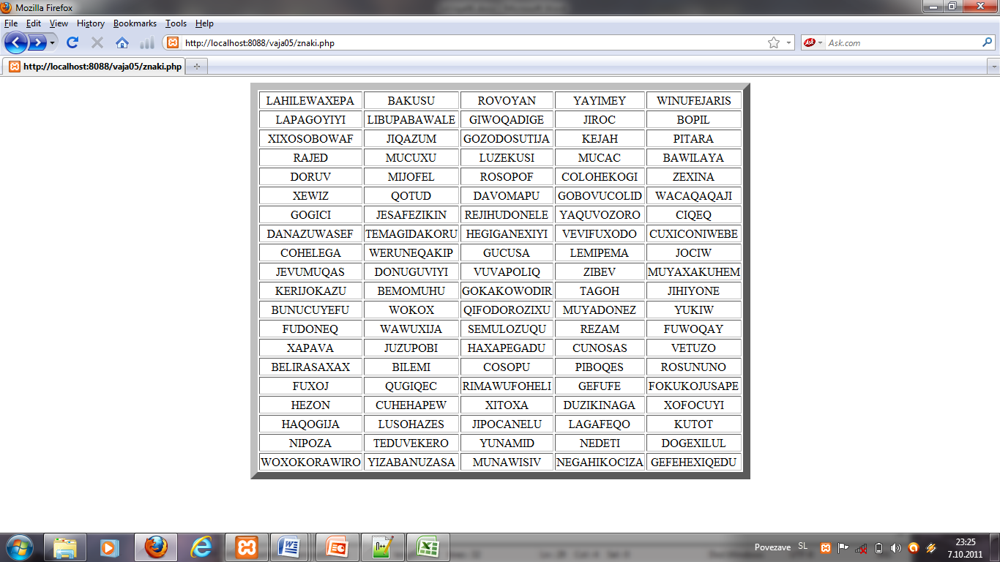 Mozilla Firefox
File Edit View History Bookmarks Tools Help
http://localhost:8088/vaja05/znaki.php
Ask Ask.com
http://localhost:8088/vaja05/znaki.php
LAHILEWAXEPA BAKUSU ROVOYAN YAYIMEY WINUFEJARIS
LAPAGOYIYI LIBUPABAWALE GIWOQADIGE JIROC BOPIL
XIXOSOBOWAF JIQAZUM GOZODOSUTIJA KEJAH PITARA
RAJED MUCUXU LUZEKUSI MUCAC BAWILAYA
DORUV MIJOFEL ROSOPOF COLOHEKOGI ZEXINA
XEWIZ QOTUD DAVOMAPU GOBOVUCOLID WACAQAQAJI
GOGICI JESAFEZIKIN REJIHUDONELE YAQUVOZORO CIQEQ
DANAZUWASEF TEMAGIDAKORU HEGIGANEXIYI VEVIFUXODO CUXICONIWEBE
COHELEGA WERUNEQAKIP GUCUSA LEMIPEMA JOCIW
JEVUMUQAS DONUGUVIYI VUVAPOLIQ ZIBEV MUYAXAKUHEM
KERIJOKAZU BEMOMUHU GOKAKOWODIR TAGOH JIHIYONE
BUNUCUYEFU WOKOX QIFODOROZIXU MUYADONEZ YUKIW
FUDONEQ WAWUXIJA SEMULOZUQU REZAM FUWOQAY
XAPAVA JUZUPOBI HAXAPEGADU CUNOSAS VETUZO
BELIRASAXAX BILEMI COSOPU PIBOQES ROSUNUNO
FUXOJ QUGIQEC RIMAWUFOHELI GEFUFE FOKUKOJUSAPE
HEZON CUHEHAPEW XITOXA DUZIKINAGA XOFOCUYI
HAQOGIJA LUSOHAZES JIPOCANELU LAGAFEQO KUTOT
NIPOZA TEDUVEKERO YUNAMID NEDETI DOGEXILUL
WOXOKORAWIRO YIZABANUZASA MUNAWISIV NEGAHIKOCIZA GEFEHEXIQEDU
Povezave SL 23:25
7.10.2011